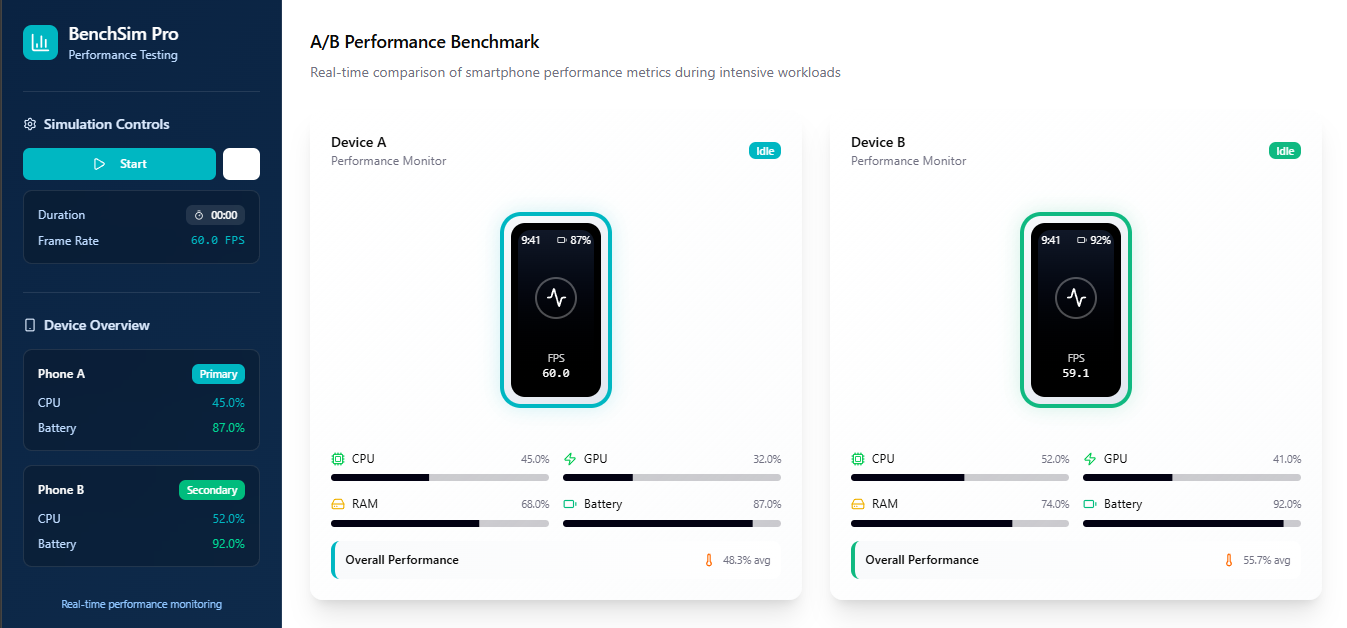 BenchSim Pro
Performance Testing
Simulation Controls
Start
Duration 00:00
Frame Rate 60.0 FPS
Device Overview
Phone A Primary
CPU 45.0%
Battery 87.0%
Phone B Secondary
CPU 52.0%
Battery 92.0%
Real-time performance monitoring
A/B Performance Benchmark
Real-time comparison of smartphone performance metrics during intensive workloads
Device A
Performance Monitor
Idle
9:41 87%
FPS
60.0
CPU 45.0% GPU 32.0%
RAM 68.0% Battery 87.0%
Overall Performance 48.3% avg
Device B
Performance Monitor
Idle
9:41 92%
FPS
59.1
CPU 52.0% GPU 41.0%
RAM 74.0% Battery 92.0%
Overall Performance 55.7% avg